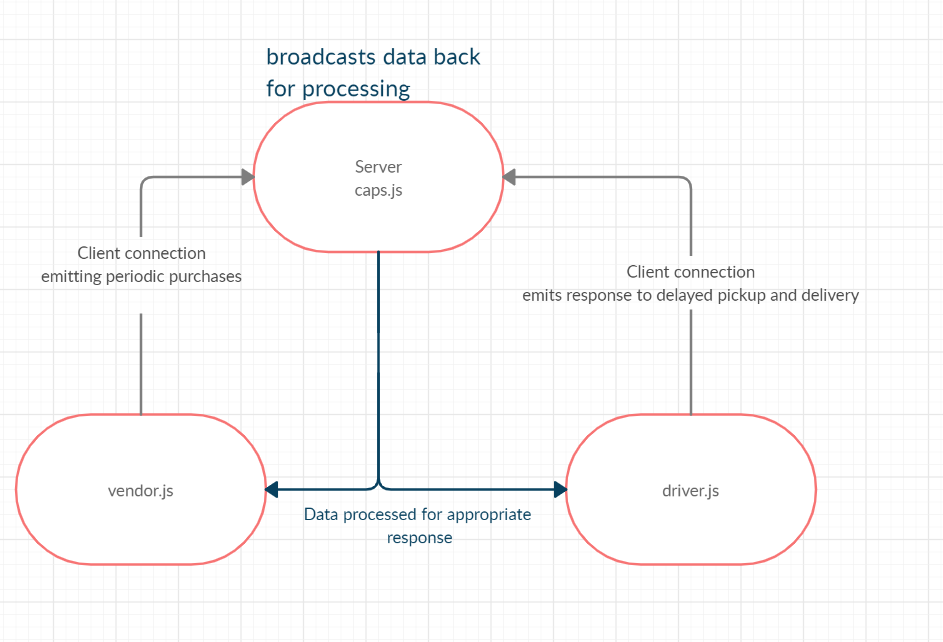 broadcasts data back
for processing
Server
caps.js
Client connection
emitting periodic purchases
Client connection
emits response to delayed pickup and delivery
vendor.js
driver.js
Data processed for appropriate
response